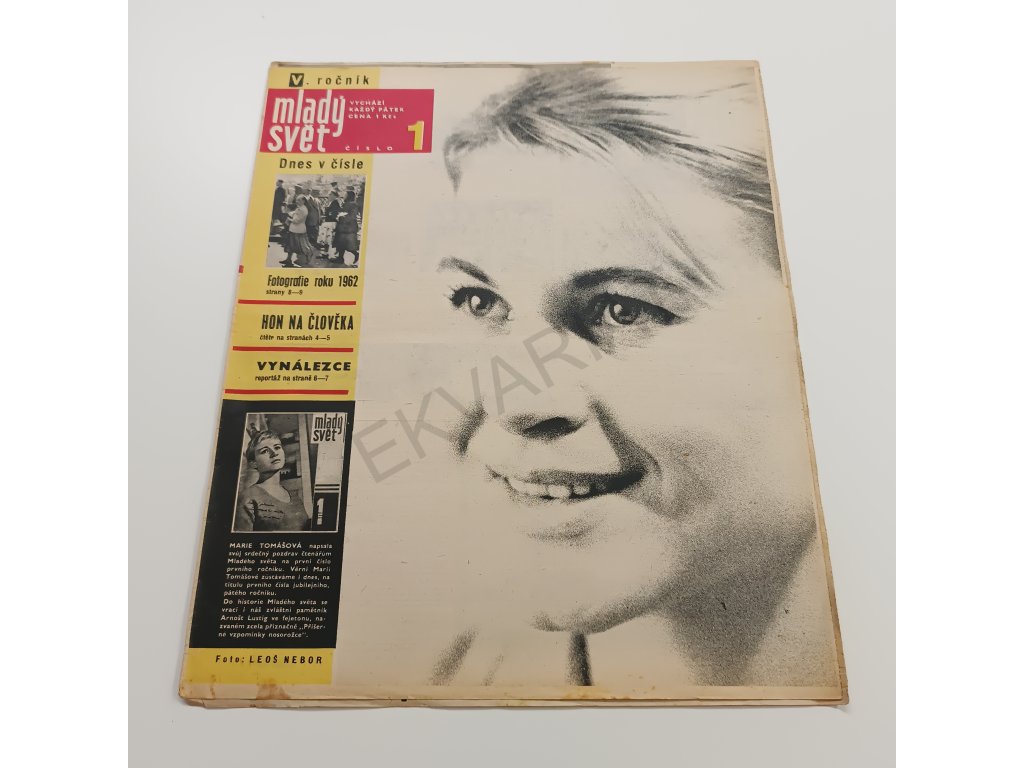 V. ročník
mladý
svět
VYCHÁZÍ
KAŽDÝ PÁTEK
CENA 1 Kčs
ČÍSLO 1
Dnes v čísle
Fotografie roku 1962
strany 8—9
HON NA ČLOVĚKA
čtěte na stranách 4—5
VYNÁLEZCE
reportáž na straně 6—7
mladý
svět
1
MARIE TOMÁŠOVÁ napsala
svůj srdečný pozdrav čtenářům
Mladého světa na první číslo
prvního ročníku. Věrni Marii
Tomášové zůstáváme i dnes, na
titulu prvního čísla jubilejního,
pátého ročníku.
Do historie Mladého světa se
vrací i náš zvláštní pamětník
Arnošt Lustig ve fejetonu, na-
zvaném zcela příznačně „Příšer-
né vzpomínky nosorožce".
Foto: LEOŠ NEBOR
EKVARK